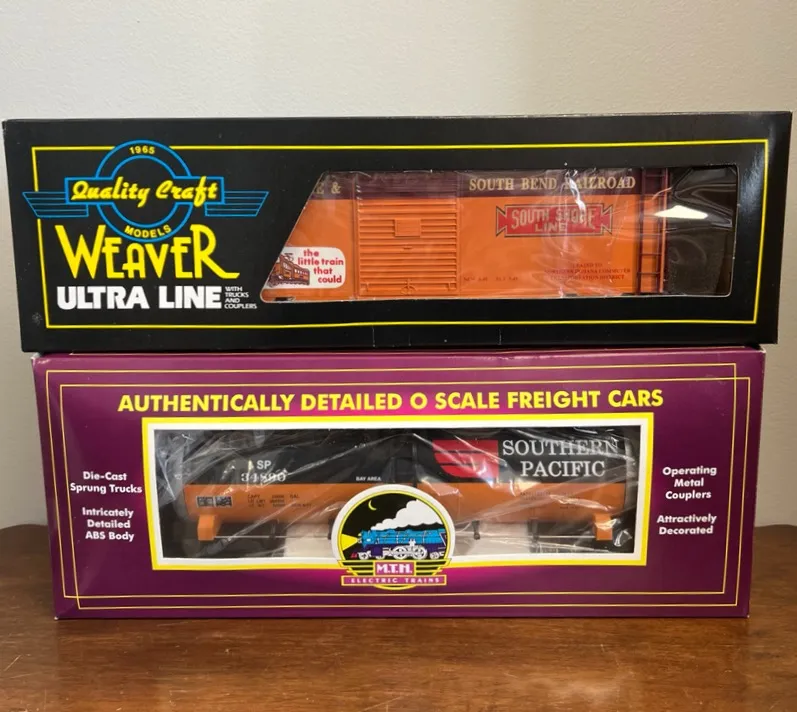 1965
Quality Craft
MODELS
WEAVER
ULTRA LINE
WITH
TRUCKS
AND
COUPLERS
&
SOUTH BEND RAILROAD
SOUTH SHORE
LINE
the
little train
that
could
AUTHENTICALLY DETAILED O SCALE FREIGHT CARS
Die-Cast
Sprung Trucks
Intricately
Detailed
ABS Body
SP
34890
BAY AREA
SOUTHERN
PACIFIC
Operating
Metal
Couplers
Attractively
Decorated
M.T.H.
ELECTRIC TRAINS